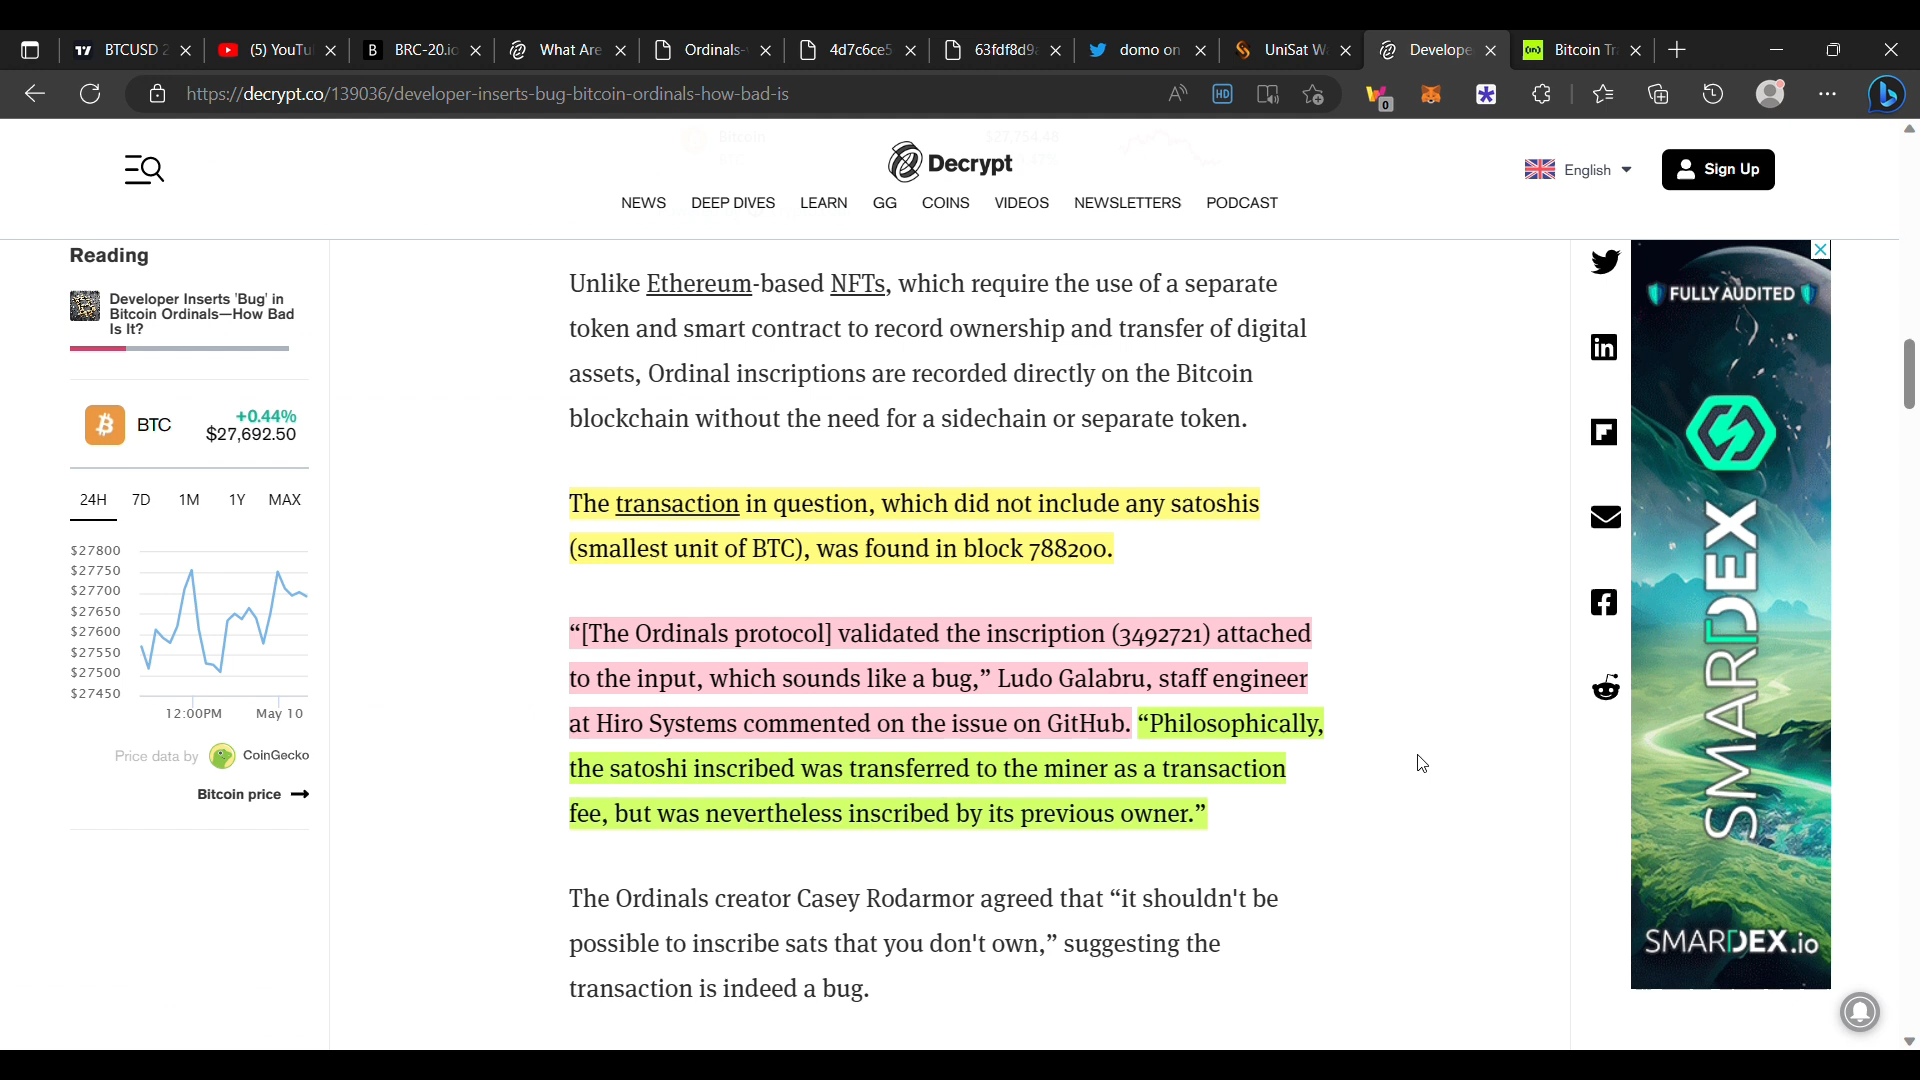 BTCUSD 2
(5) YouTu
BRC-20.io
What Are
Ordinals-
4d7c6ce5
63fdf8d9
domo on
UniSat W
Develope
Bitcoin Tr
https://decrypt.co/139036/developer-inserts-bug-bitcoin-ordinals-how-bad-is
HD
0
Bitcoin
$27,754.48
Decrypt
English
Sign Up
NEWS DEEP DIVES LEARN GG COINS VIDEOS NEWSLETTERS PODCAST
Reading
Developer Inserts 'Bug' in
Bitcoin Ordinals—How Bad
Is It?
BTC
+0.44%
$27,692.50
24H 7D 1M 1Y MAX
$27800
$27750
$27700
$27650
$27600
$27550
$27500
$27450
12:00PM May 10
Price data by CoinGecko
Bitcoin price
Unlike Ethereum-based NFTs, which require the use of a separate
token and smart contract to record ownership and transfer of digital
assets, Ordinal inscriptions are recorded directly on the Bitcoin
blockchain without the need for a sidechain or separate token.
The transaction in question, which did not include any satoshis
(smallest unit of BTC), was found in block 788200.
“[The Ordinals protocol] validated the inscription (3492721) attached
to the input, which sounds like a bug,” Ludo Galabru, staff engineer
at Hiro Systems commented on the issue on GitHub. “Philosophically,
the satoshi inscribed was transferred to the miner as a transaction
fee, but was nevertheless inscribed by its previous owner.”
The Ordinals creator Casey Rodarmor agreed that “it shouldn't be
possible to inscribe sats that you don't own,” suggesting the
transaction is indeed a bug.
FULLY AUDITED
SMARDEX
SMARDEX.io